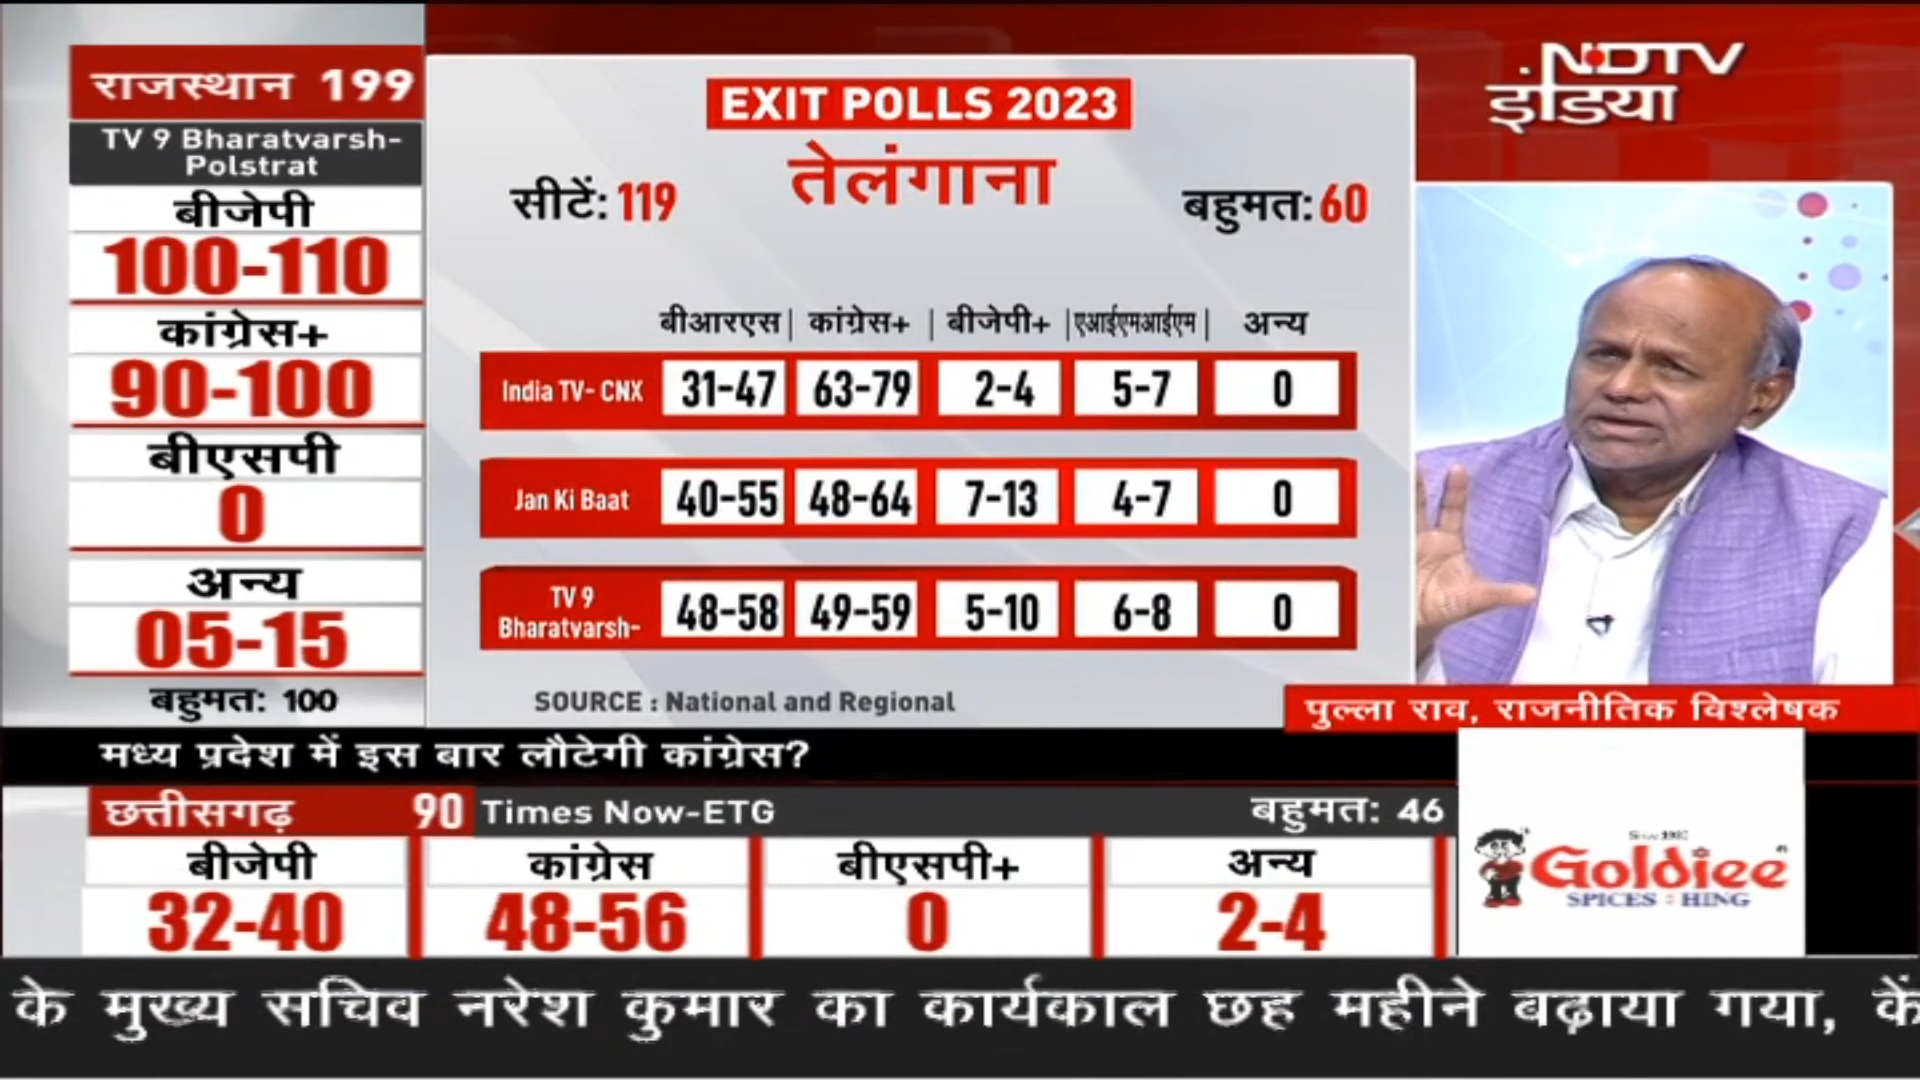 राजस्थान 199
TV 9 Bharatvarsh-
Polstrat
बीजेपी
100-110
कांग्रेस+
90-100
बीएसपी
0
अन्य
05-15
बहुमत: 100
EXIT POLLS 2023
तेलंगाना
सीटें: 119
बहुमत: 60
बीआरएस | कांग्रेस+ | बीजेपी+ | एआईएमआईएम | अन्य
India TV- CNX 31-47 63-79 2-4 5-7 0
Jan Ki Baat 40-55 48-64 7-13 4-7 0
TV 9
Bharatvarsh- 48-58 49-59 5-10 6-8 0
SOURCE : National and Regional
NDTV
इंडिया
पुल्ला राव, राजनीतिक विश्लेषक
मध्य प्रदेश में इस बार लौटेगी कांग्रेस?
छत्तीसगढ़ 90 Times Now-ETG बहुमत: 46
बीजेपी कांग्रेस बीएसपी+ अन्य
32-40 48-56 0 2-4
Goldiee
SPICES : HING
के मुख्य सचिव नरेश कुमार का कार्यकाल छह महीने बढ़ाया गया, कें